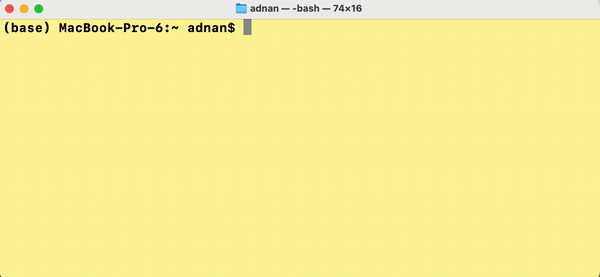 adnan — -bash — 74×16
(base) MacBook-Pro-6:~ adnan$